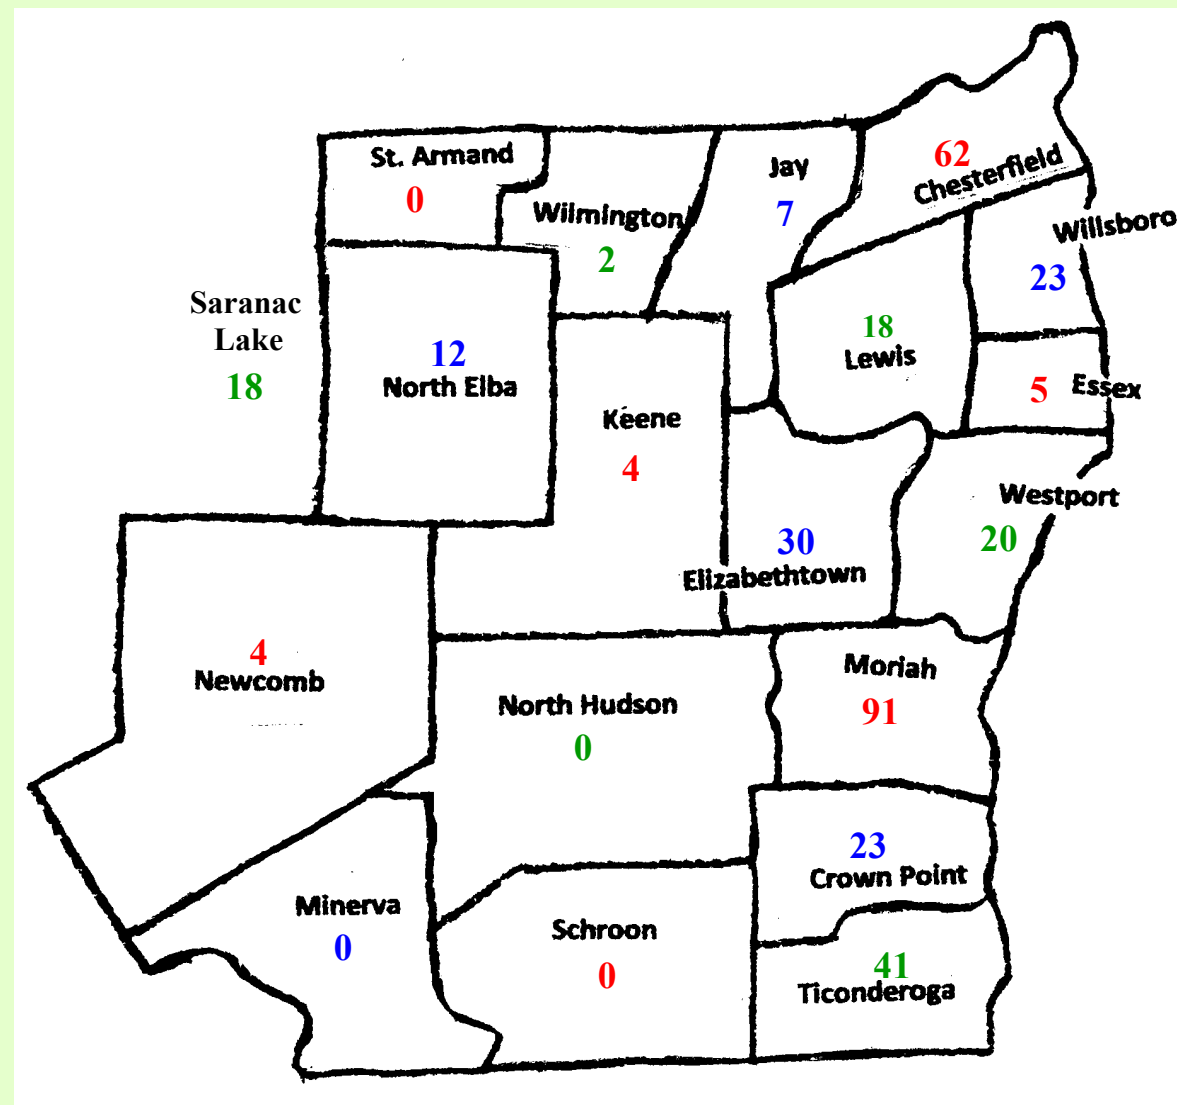 St. Armand
0
Wilmington
2
Jay
7
62
Chesterfield
Willsboro
23
Saranac
Lake
18
12
North Elba
Keene
4
18
Lewis
5 Essex
Westport
20
30
Elizabethtown
4
Newcomb
North Hudson
0
Moriah
91
23
Crown Point
Minerva
0
Schroon
0
41
Ticonderoga